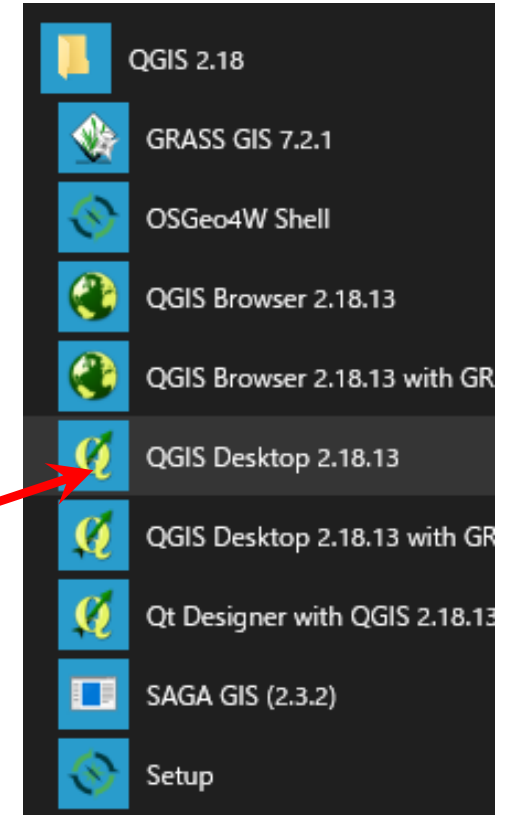 QGIS 2.18
GRASS GIS 7.2.1
OSGeo4W Shell
QGIS Browser 2.18.13
QGIS Browser 2.18.13 with GR
QGIS Desktop 2.18.13
QGIS Desktop 2.18.13 with GR
Qt Designer with QGIS 2.18.13
SAGA GIS (2.3.2)
Setup